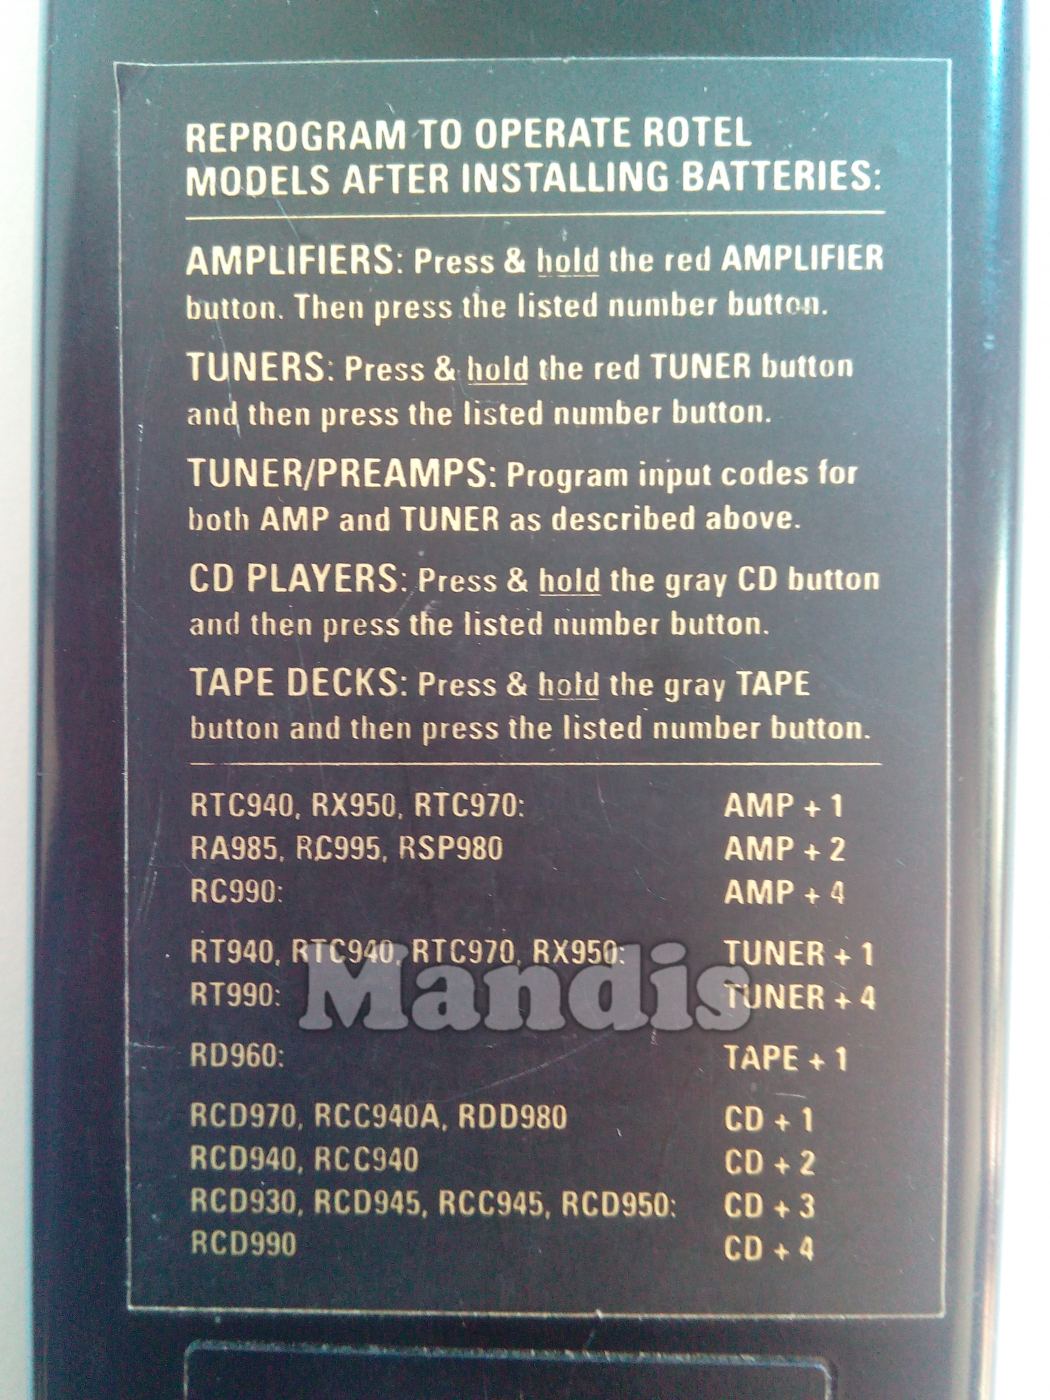 REPROGRAM TO OPERATE ROTEL
MODELS AFTER INSTALLING BATTERIES:
AMPLIFIERS: Press & hold the red AMPLIFIER
button. Then press the listed number button.
TUNERS: Press & hold the red TUNER button
and then press the listed number button.
TUNER/PREAMPS: Program input codes for
both AMP and TUNER as described above.
CD PLAYERS: Press & hold the gray CD button
and then press the listed number button.
TAPE DECKS: Press & hold the gray TAPE
button and then press the listed number button.
RTC940, RX950, RTC970: AMP + 1
RA985, RC995, RSP980 AMP + 2
RC990: AMP + 4
RT940, RTC940, RTC970, RX950: TUNER + 1
RT990: TUNER + 4
Mandis
RD960: TAPE + 1
RCD970, RCC940A, RDD980 CD + 1
RCD940, RCC940 CD + 2
RCD930, RCD945, RCC945, RCD950: CD + 3
RCD990 CD + 4